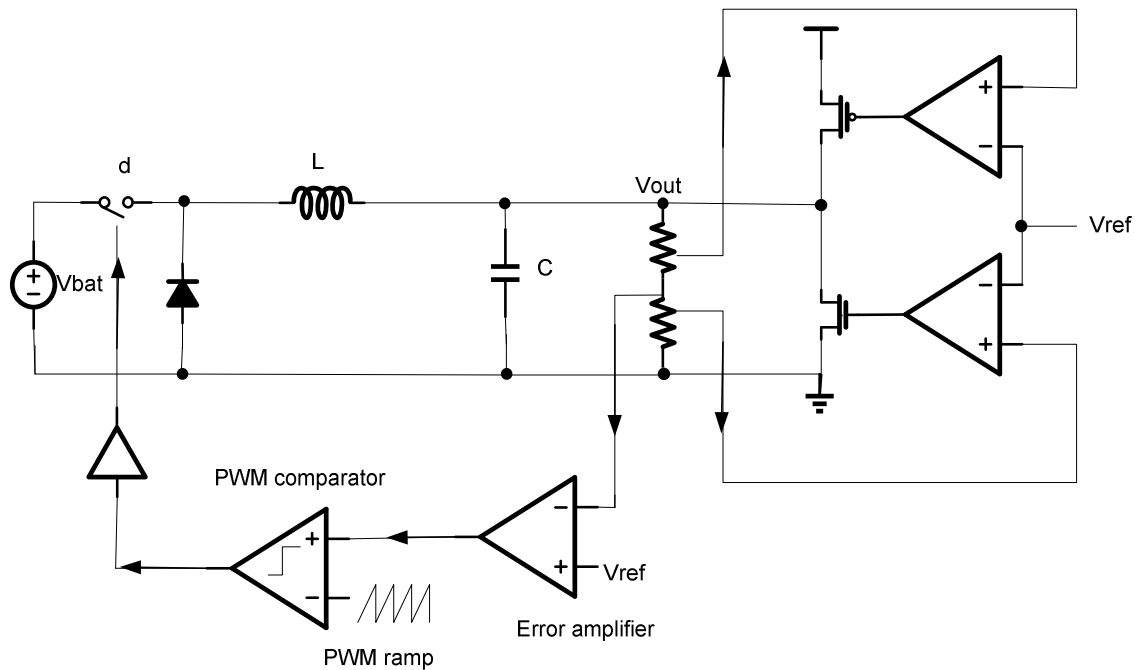 d
L
Vout
Vref
Vbat
C
PWM comparator
Vref
Error amplifier
PWM ramp